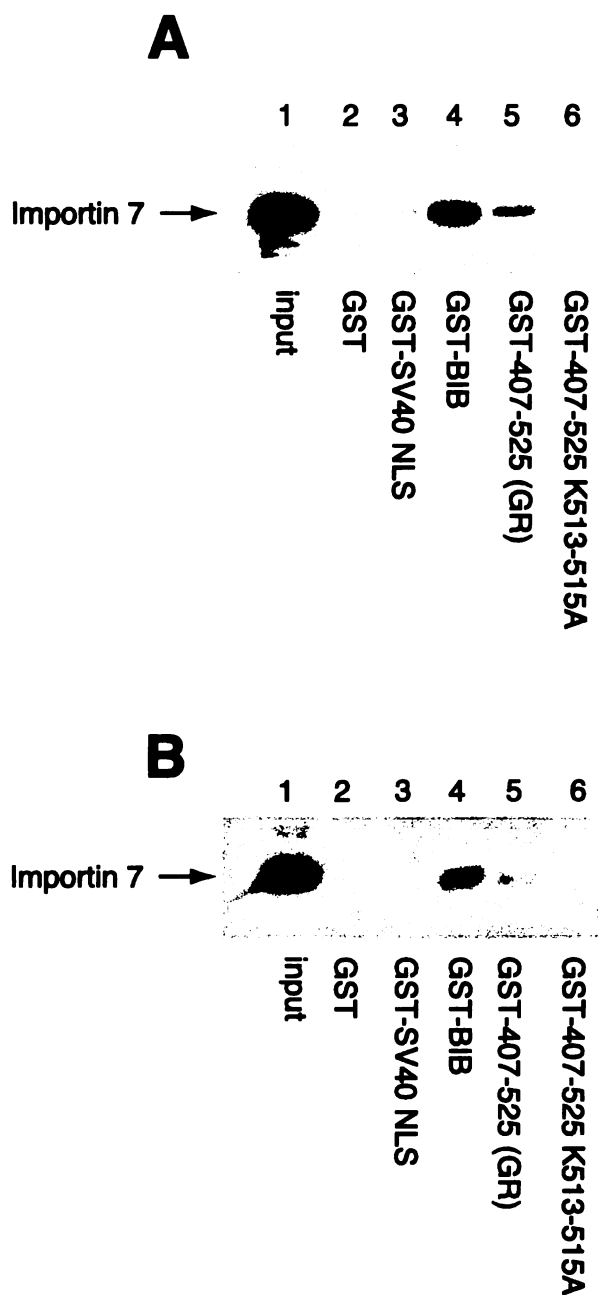 A
1 2 3 4 5 6
Importin 7
input
GST
GST-SV40 NLS
GST-BIB
GST-407-525 (GR)
GST-407-525 K513-515A
B
1 2 3 4 5 6
Importin 7
input
GST
GST-SV40 NLS
GST-BIB
GST-407-525 (GR)
GST-407-525 K513-515A